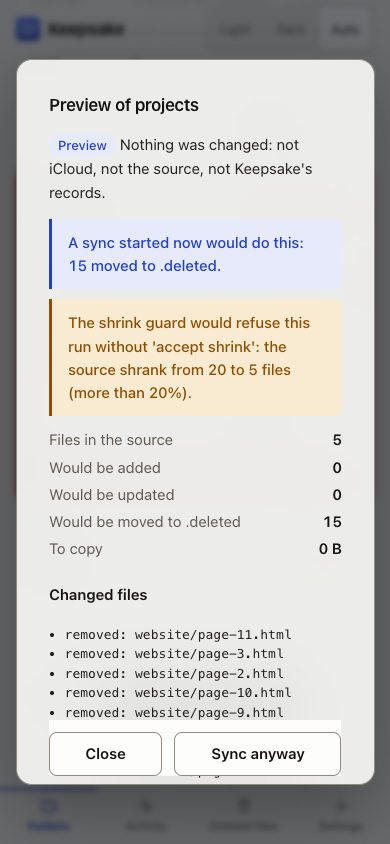 Keepsake
Light Dark Auto
Preview of projects
Preview Nothing was changed: not
iCloud, not the source, not Keepsake's
records.
A sync started now would do this:
15 moved to .deleted.
The shrink guard would refuse this
run without 'accept shrink': the
source shrank from 20 to 5 files
(more than 20%).
Files in the source 5
Would be added 0
Would be updated 0
Would be moved to .deleted 15
To copy 0 B
Changed files
• removed: website/page-11.html
• removed: website/page-3.html
• removed: website/page-2.html
• removed: website/page-10.html
• removed: website/page-9.html
Close Sync anyway
Folders Activity Deleted files Settings